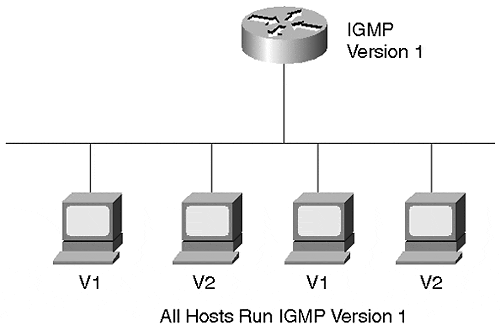 IGMP
Version 1
V1
V2
V1
V2
All Hosts Run IGMP Version 1